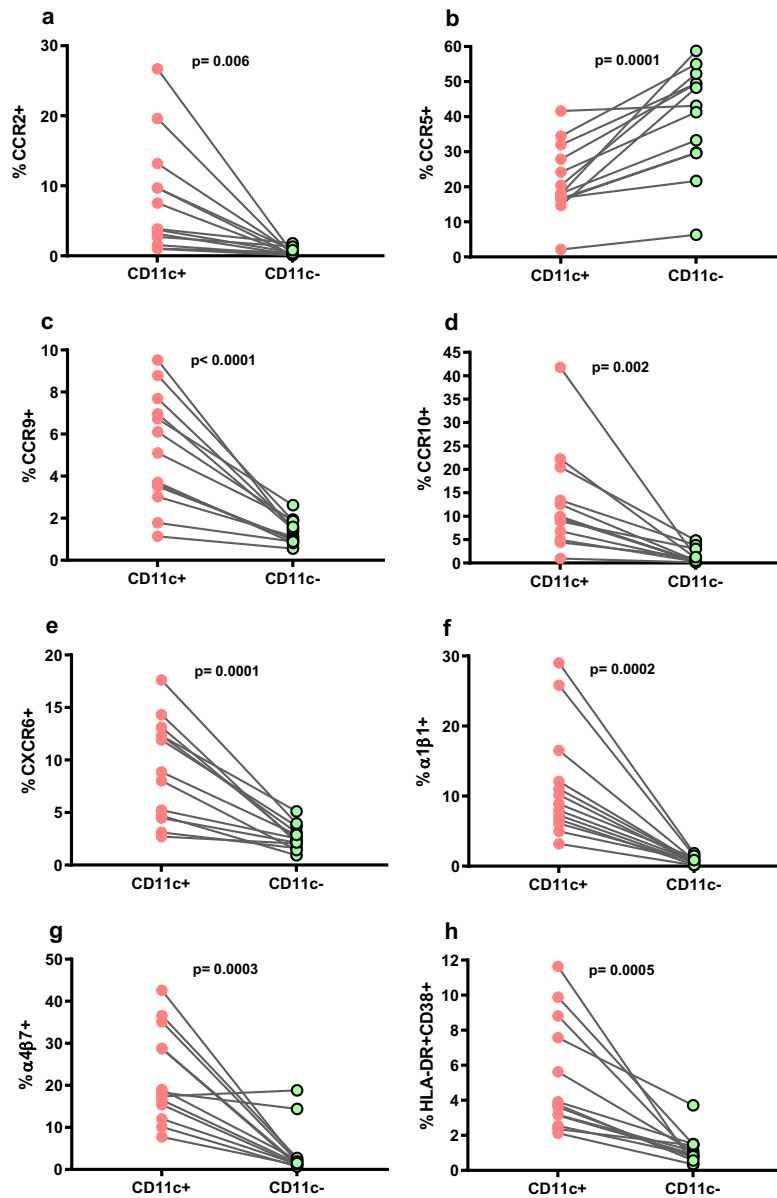 a
p= 0.006
%CCR2+
30
20
10
0
CD11c+ CD11c-
b
p= 0.0001
%CCR5+
60
50
40
30
20
10
0
CD11c+ CD11c-
c
p< 0.0001
%CCR9+
10
8
6
4
2
0
CD11c+ CD11c-
d
p= 0.002
%CCR10+
45
40
35
30
25
20
15
10
5
0
CD11c+ CD11c-
e
p= 0.0001
%CXCR6+
20
15
10
5
0
CD11c+ CD11c-
f
p= 0.0002
%α1β1+
30
20
10
0
CD11c+ CD11c-
g
p= 0.0003
%α4β7+
50
40
30
20
10
0
CD11c+ CD11c-
h
p= 0.0005
%HLA-DR+CD38+
12
10
8
6
4
2
0
CD11c+ CD11c-